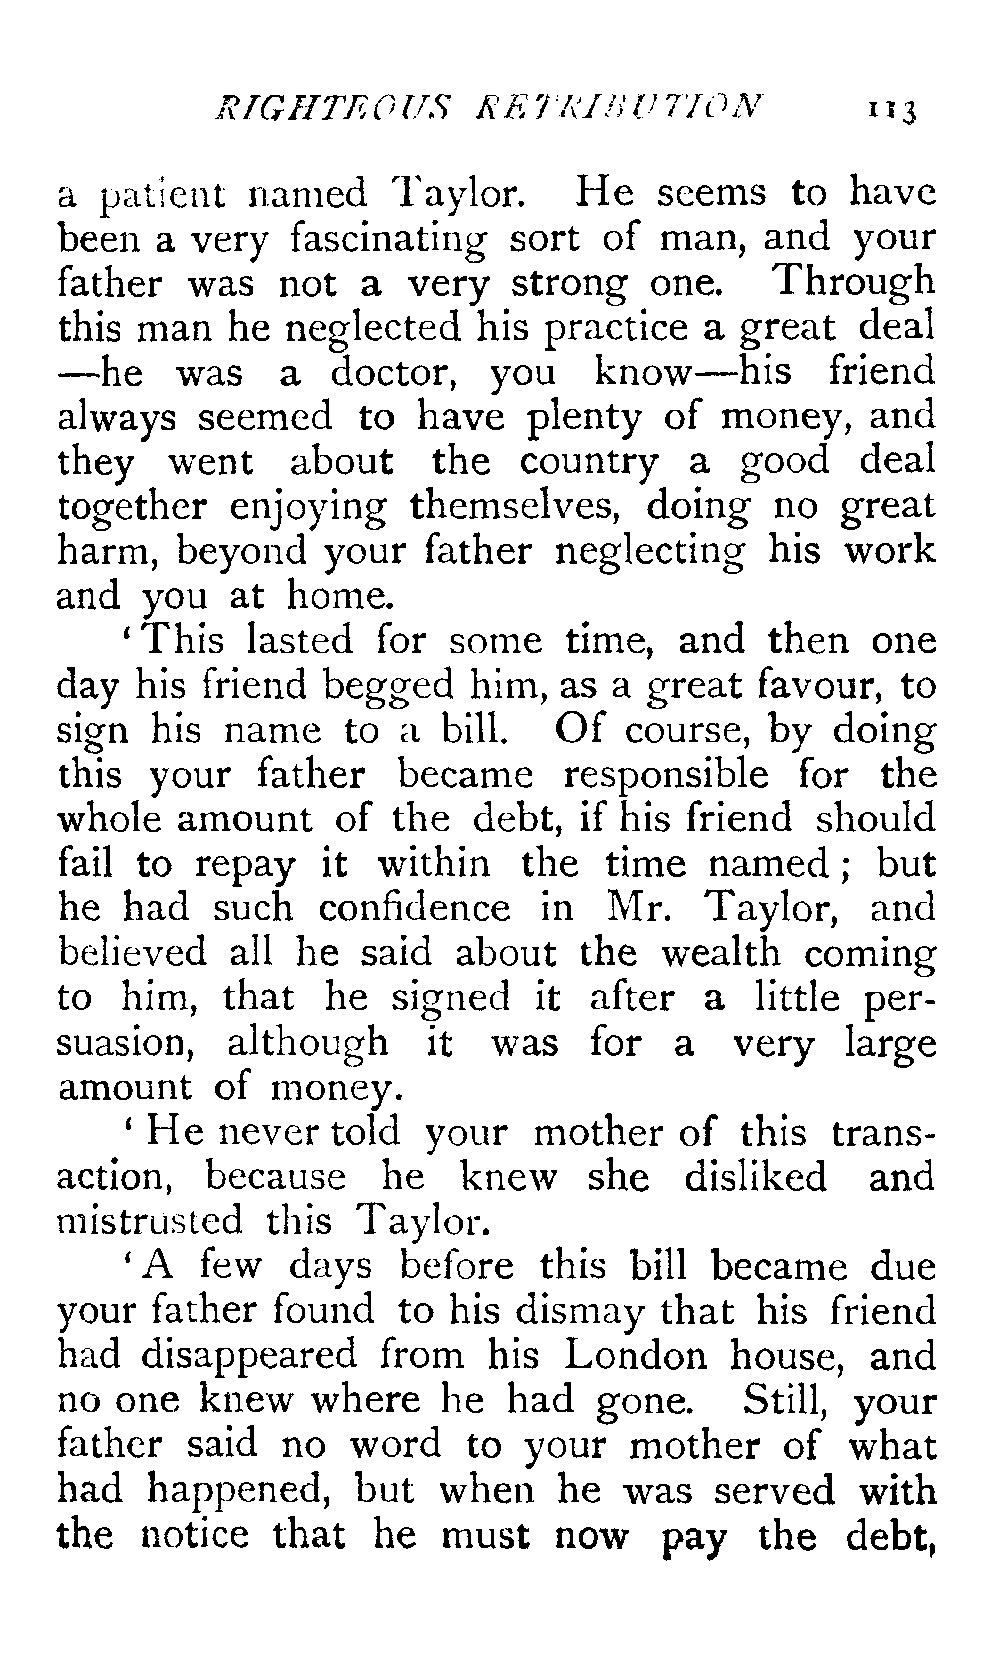 RIGHTEOUS RETRIBUTION 113
a patient named Taylor. He seems to have
been a very fascinating sort of man, and your
father was not a very strong one. Through
this man he neglected his practice a great deal
—he was a doctor, you know—his friend
always seemed to have plenty of money, and
they went about the country a good deal
together enjoying themselves, doing no great
harm, beyond your father neglecting his work
and you at home.
‘This lasted for some time, and then one
day his friend begged him, as a great favour, to
sign his name to a bill. Of course, by doing
this your father became responsible for the
whole amount of the debt, if his friend should
fail to repay it within the time named; but
he had such confidence in Mr. Taylor, and
believed all he said about the wealth coming
to him, that he signed it after a little per-
suasion, although it was for a very large
amount of money.
‘He never told your mother of this trans-
action, because he knew she disliked and
mistrusted this Taylor.
‘A few days before this bill became due
your father found to his dismay that his friend
had disappeared from his London house, and
no one knew where he had gone. Still, your
father said no word to your mother of what
had happened, but when he was served with
the notice that he must now pay the debt,